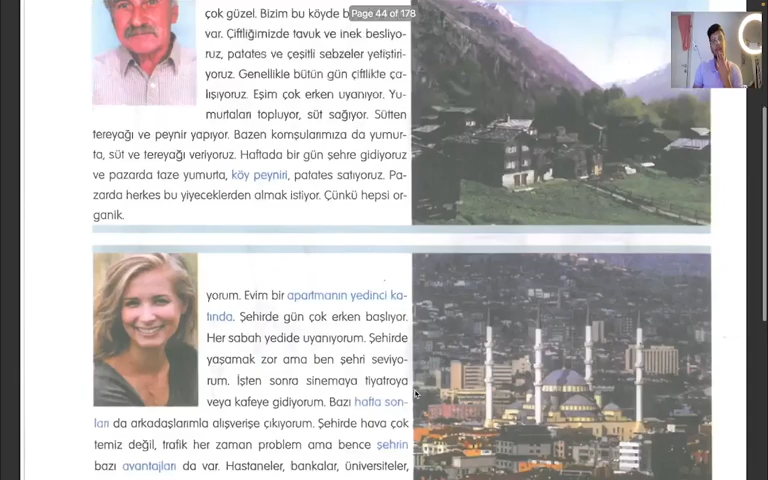 Page 44 of 178
çok güzel. Bizim bu köyde b
var. Çiftliğimizde tavuk ve inek besliyo-
ruz, patates ve çeşitli sebzeler yetiştiri-
yoruz. Genellikle bütün gün çiftlikte ça-
lışıyoruz. Eşim çok erken uyanıyor. Yu-
murtaları topluyor, süt sağıyor. Sütten
tereyağı ve peynir yapıyor. Bazen komşularımıza da yumur-
ta, süt ve tereyağı veriyoruz. Haftada bir gün şehre gidiyoruz
ve pazarda taze yumurta, köy peyniri, patates satıyoruz. Pa-
zarda herkes bu yiyeceklerden almak istiyor. Çünkü hepsi or-
ganik.
yorum. Evim bir apartmanın yedinci ka-
tında. Şehirde gün çok erken başlıyor.
Her sabah yedide uyanıyorum. Şehirde
yaşamak zor ama ben şehri seviyo-
rum. İşten sonra sinemaya tiyatroya
veya kafeye gidiyorum. Bazı hafta son-
ları da arkadaşlarımla alışverişe çıkıyorum. Şehirde hava çok
temiz değil, trafik her zaman problem ama bence şehrin
bazı avantajları da var. Hastaneler, bankalar, üniversiteler,